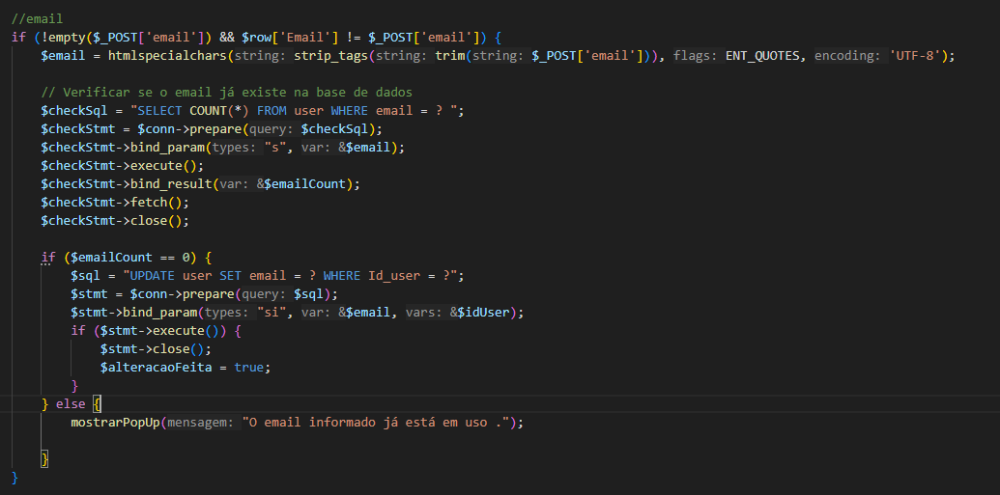 //email
if (!empty($_POST['email']) && $row['Email'] != $_POST['email']) {
$email = htmlspecialchars(string: strip_tags(string: trim(string: $_POST['email'])), flags: ENT_QUOTES, encoding: 'UTF-8');
// Verificar se o email já existe na base de dados
$checkSql = "SELECT COUNT(*) FROM user WHERE email = ? ";
$checkStmt = $conn->prepare(query: $checkSql);
$checkStmt->bind_param(types: "s", var: &$email);
$checkStmt->execute();
$checkStmt->bind_result(var: &$emailCount);
$checkStmt->fetch();
$checkStmt->close();
if ($emailCount == 0) {
$sql = "UPDATE user SET email = ? WHERE Id_user = ?";
$stmt = $conn->prepare(query: $sql);
$stmt->bind_param(types: "si", var: &$email, vars: &$idUser);
if ($stmt->execute()) {
$stmt->close();
$alteracaoFeita = true;
}
} else {
mostrarPopUp(mensagem: "O email informado já está em uso .");
}
}